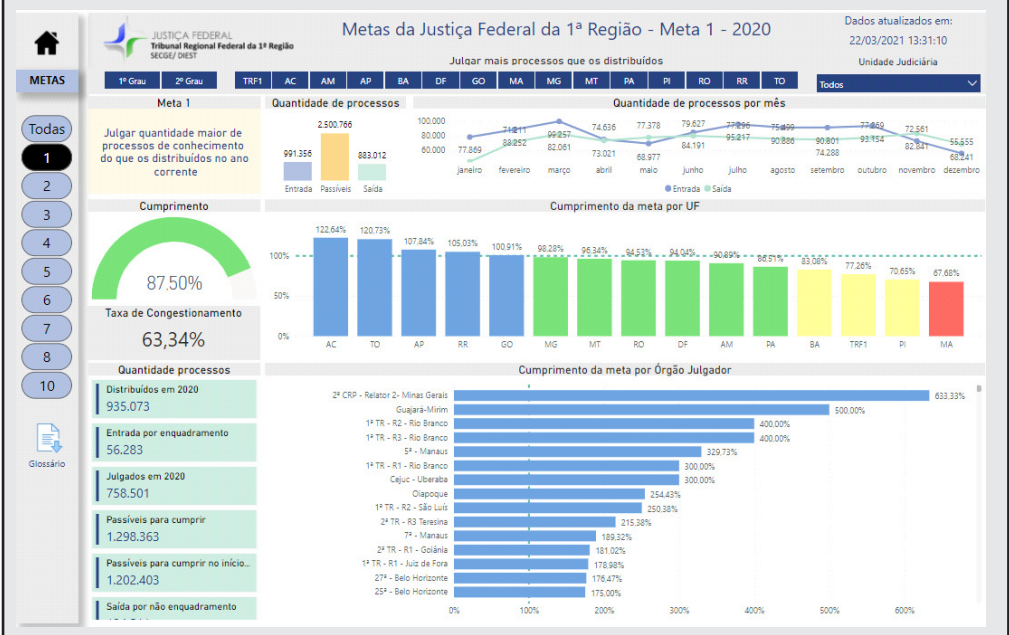 JUSTIÇA FEDERAL
Tribunal Regional Federal da 1ª Região
SECGE/ DIEST
Metas da Justiça Federal da 1ª Região - Meta 1 - 2020
Julgar mais processos que os distribuídos
Dados atualizados em:
22/03/2021 13:31:10
Unidade Judiciária
Todos
METAS
1º Grau 2º Grau TRF1 AC AM AP BA DF GO MA MG MT PA PI RO RR TO
Todas
1
2
3
4
5
6
7
8
10
Glossário
Meta 1
Julgar quantidade maior de
processos de conhecimento
do que os distribuídos no ano
corrente
Quantidade de processos
2.500.766
991.356
883.012
Entrada Passíveis Saída
Quantidade de processos por mês
100.000
80.000
60.000
77.869 71.211 88.252 99.257 82.061 74.636 73.021 77.378 68.977 79.627 84.191 77.296 95.217 75.499 90.886 90.801 74.288 77.869 93.154 72.561 82.841 55.555 68.241
janeiro fevereiro março abril maio junho julho agosto setembro outubro novembro dezembro
Entrada Saída
Cumprimento
87.50%
Taxa de Congestionamento
63,34%
Cumprimento da meta por UF
100%
50%
0%
122,64% 120,73% 107,84% 105,03% 100,91% 98,28% 96,34% 94,53% 94,04% 90,89% 86,51% 83,08% 77,26% 70,65% 67,68%
AC TO AP RR GO MG MT RO DF AM PA BA TRF1 PI MA
Quantidade processos
Distribuídos em 2020
935.073
Entrada por enquadramento
56.283
Julgados em 2020
758.501
Passíveis para cumprir
1.298.363
Passíveis para cumprir no início...
1.202.403
Saída por não enquadramento
Cumprimento da meta por Órgão Julgador
2ª CRP - Relator 2- Minas Gerais 633,33%
Guajará-Mirim 500,00%
1ª TR - R2 - Rio Branco 400,00%
1ª TR - R3 - Rio Branco 400,00%
5ª - Manaus 329,73%
1ª TR - R1 - Rio Branco 300,00%
Cejuc - Uberaba 300,00%
Oiapoque 254,43%
1ª TR - R2 - São Luís 250,38%
2ª TR - R3 Teresina 215,38%
7ª - Manaus 189,32%
2ª TR - R1 - Goiânia 181,02%
1ª TR - R1 - Juiz de Fora 178,98%
27ª - Belo Horizonte 176,47%
25ª - Belo Horizonte 175,00%
0% 100% 200% 300% 400% 500% 600%